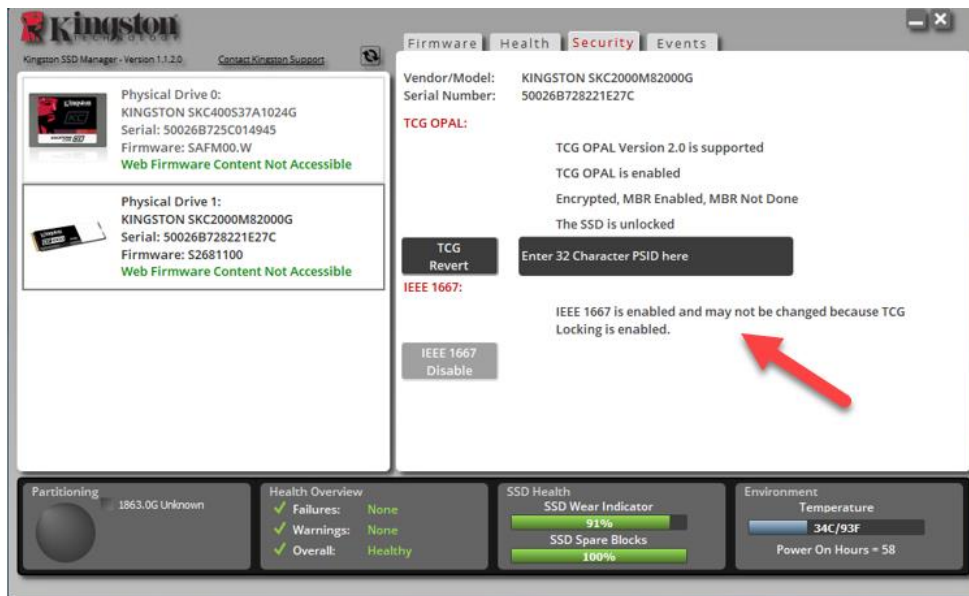 Kingston
TECHNOLOGY
Kingston SSD Manager - Version 1.1.2.0 Contact Kingston Support
Physical Drive 0:
KINGSTON SKC400S37A1024G
Serial: 50026B725C014945
Firmware: SAFM00.W
Web Firmware Content Not Accessible
Physical Drive 1:
KINGSTON SKC2000M82000G
Serial: 50026B728221E27C
Firmware: S2681100
Web Firmware Content Not Accessible
Firmware Health Security Events
Vendor/Model: KINGSTON SKC2000M82000G
Serial Number: 50026B728221E27C
TCG OPAL:
TCG OPAL Version 2.0 is supported
TCG OPAL is enabled
Encrypted, MBR Enabled, MBR Not Done
The SSD is unlocked
TCG
Revert
Enter 32 Character PSID here
IEEE 1667:
IEEE 1667 is enabled and may not be changed because TCG
Locking is enabled.
IEEE 1667
Disable
Partitioning
1863.0G Unknown
Health Overview
Failures: None
Warnings: None
Overall: Healthy
SSD Health
SSD Wear Indicator
91%
SSD Spare Blocks
100%
Environment
Temperature
34C/93F
Power On Hours = 58